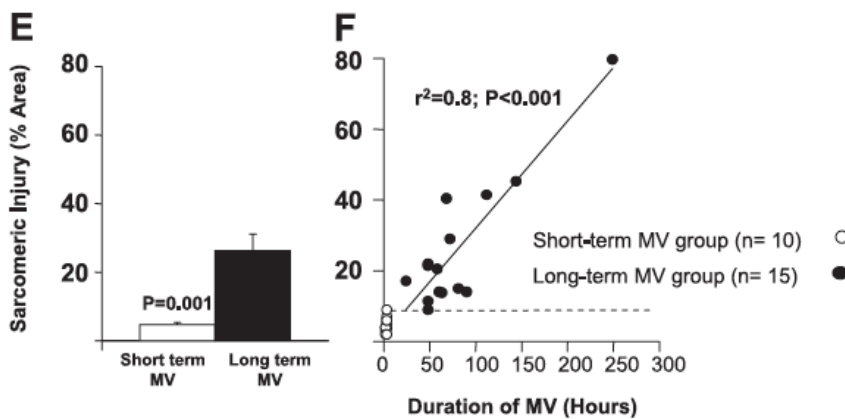 E
Sarcomeric Injury (% Area)
80
60
40
20
P=0.001
Short term
MV
Long term
MV
F
80
60
40
20
0
r²=0.8; P<0.001
Short-term MV group (n= 10)
Long-term MV group (n= 15)
0 50 100 150 200 250 300
Duration of MV (Hours)